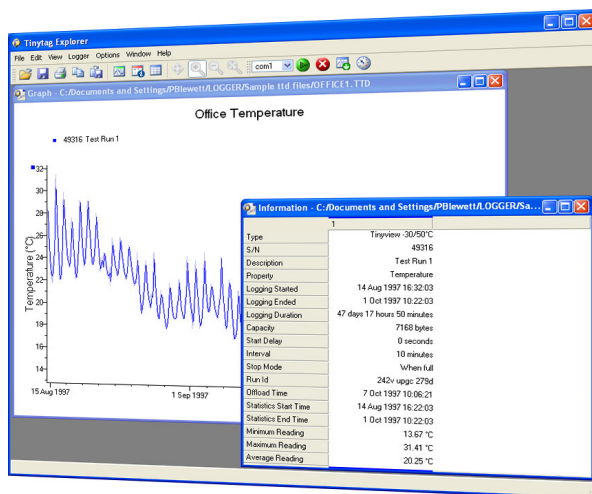 Tinytag Explorer
File Edit View Logger Options Window Help
com1
Graph - C:/Documents and Settings/PBlewett/LOGGER/Sample ttd files/OFFICE1.TTD
Office Temperature
49316 Test Run 1
Temperature (°C)
32
30
28
26
24
22
20
18
16
14
15 Aug 1997
1 Sep 1997
Information - C:/Documents and Settings/PBlewett/LOGGER/Sa...
1
Type Tinyview -30/50°C
S/N 49316
Description Test Run 1
Property Temperature
Logging Started 14 Aug 1997 16:32:03
Logging Ended 1 Oct 1997 10:22:03
Logging Duration 47 days 17 hours 50 minutes
Capacity 7168 bytes
Start Delay 0 seconds
Interval 10 minutes
Stop Mode When full
Run Id 242v upgc 279d
Offload Time 7 Oct 1997 10:06:21
Statistics Start Time 14 Aug 1997 16:22:03
Statistics End Time 1 Oct 1997 10:22:03
Minimum Reading 13.67 °C
Maximum Reading 31.41 °C
Average Reading 20.25 °C